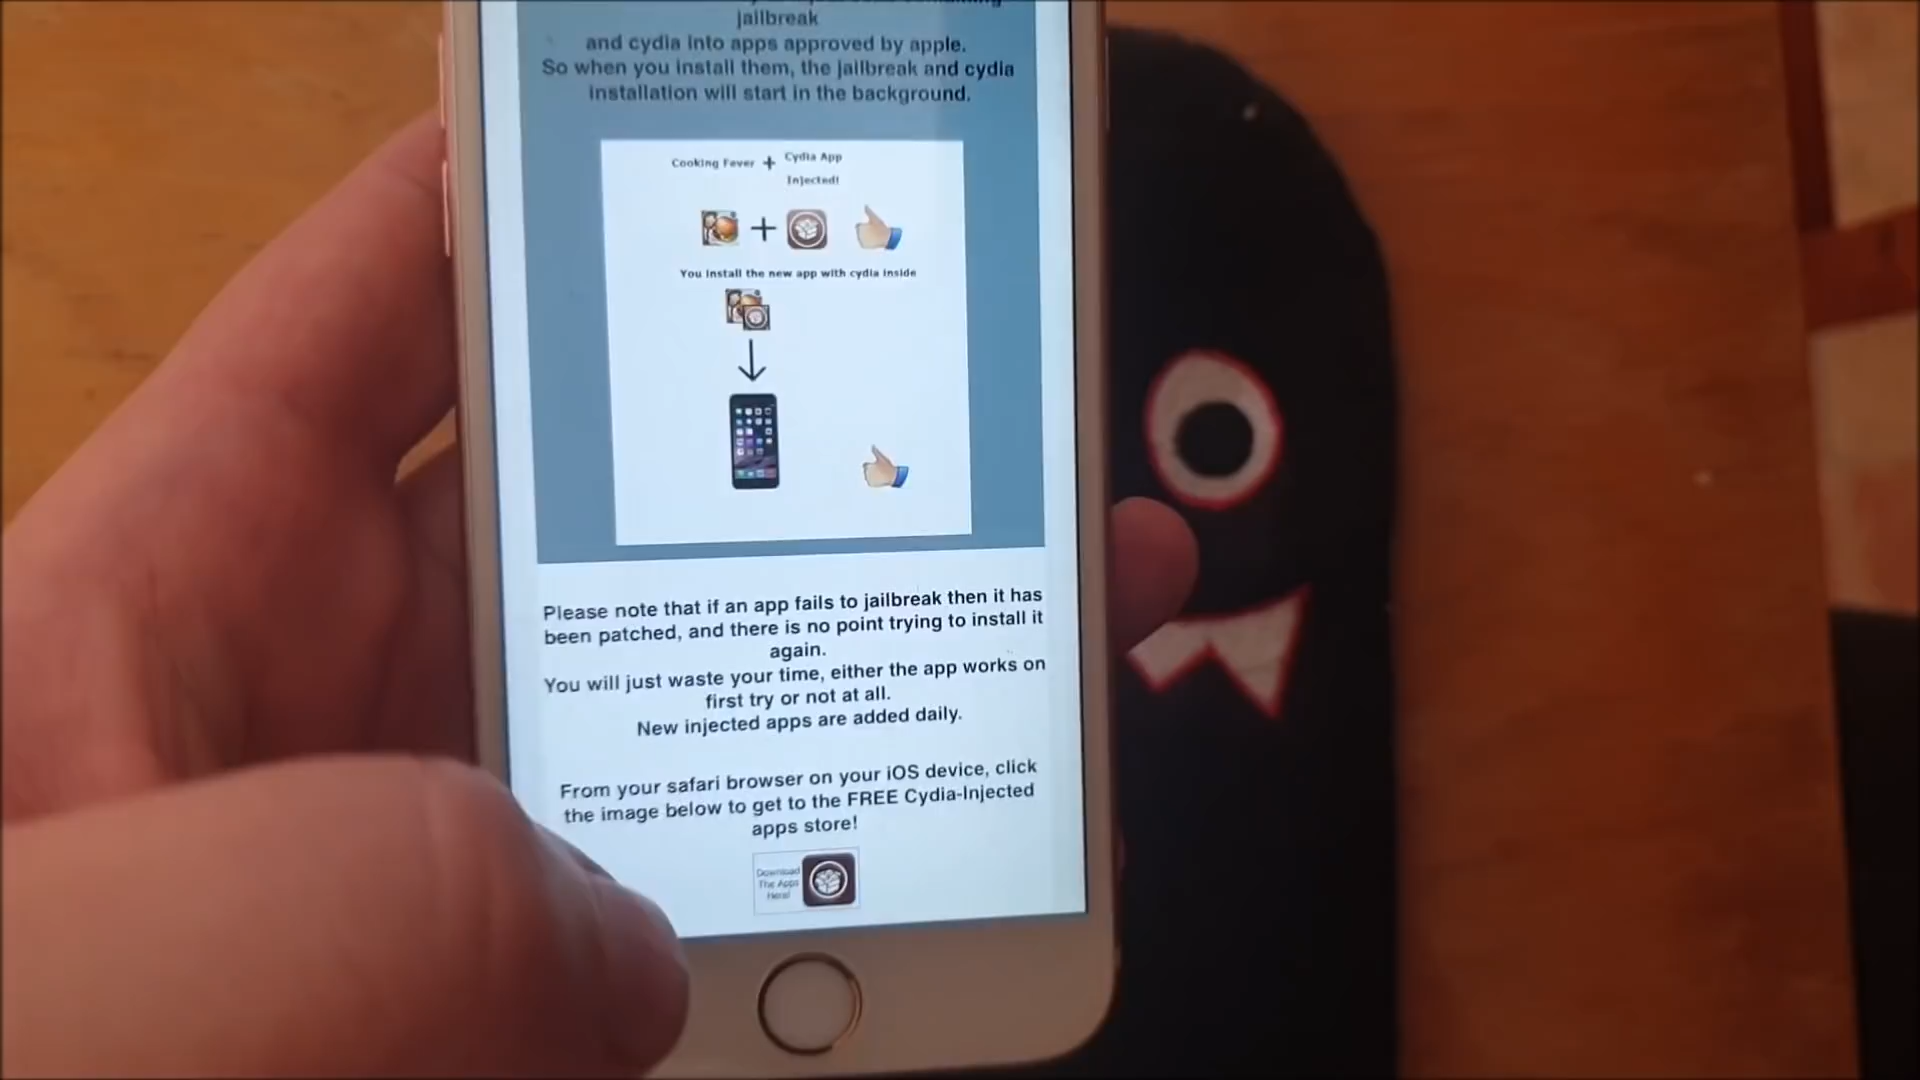 jailbreak
and cydia into apps approved by apple.
So when you install them, the jailbreak and cydia
installation will start in the background.
Cooking Fever + Cydia App
Injected!
+
You install the new app with cydia inside
Please note that if an app fails to jailbreak then it has
been patched, and there is no point trying to install it
again.
You will just waste your time, either the app works on
first try or not at all.
New injected apps are added daily.
From your safari browser on your iOS device, click
the image below to get to the FREE Cydia-Injected
apps store!
Download
The Apps
Here!